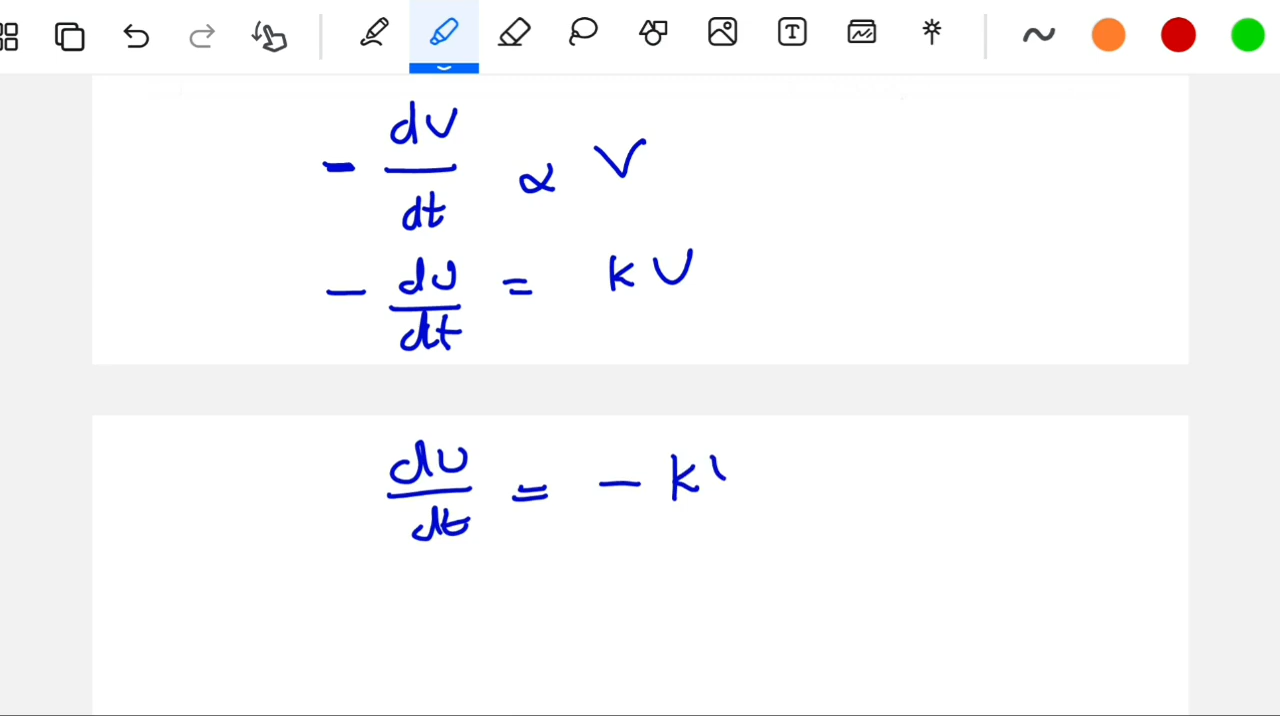 - dv/dt ∝ V
- dv/dt = kV
dv/dt = - k